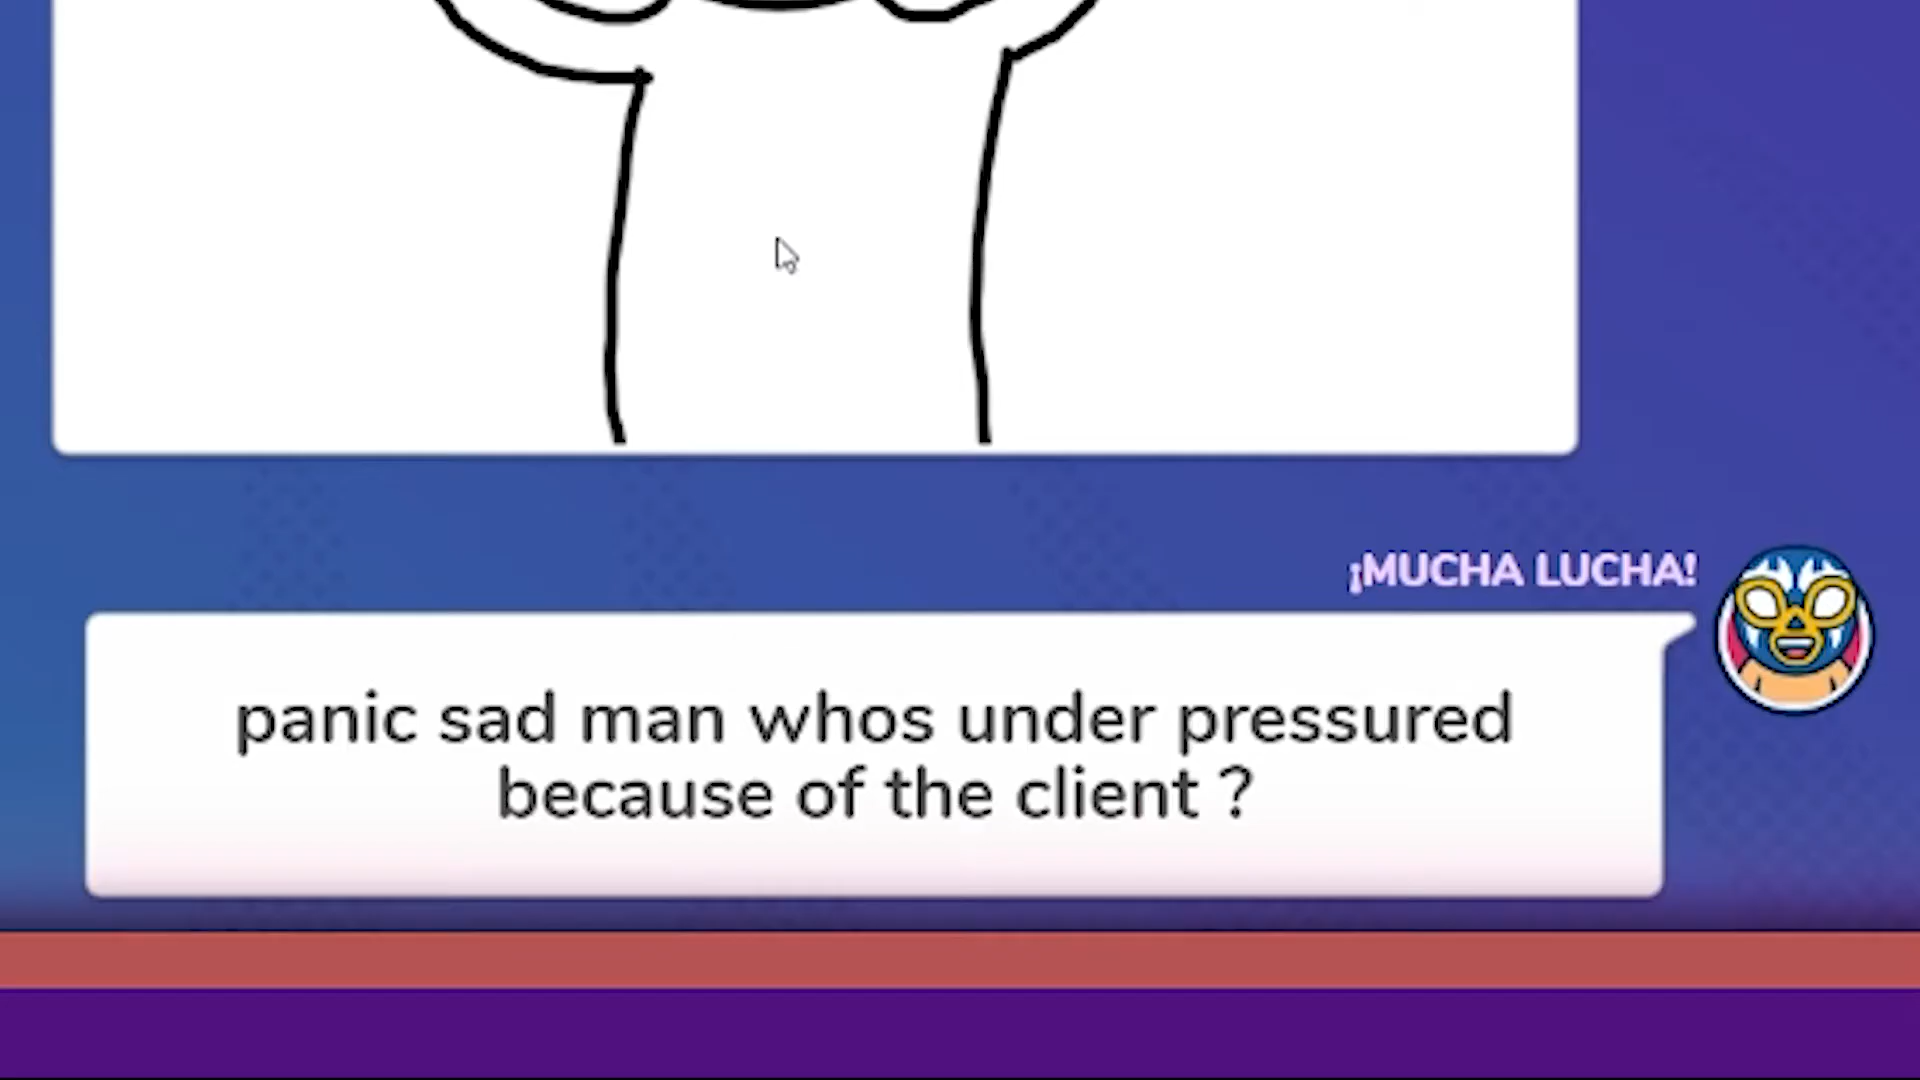 ¡MUCHA LUCHA!
panic sad man whos under pressured
because of the client ?